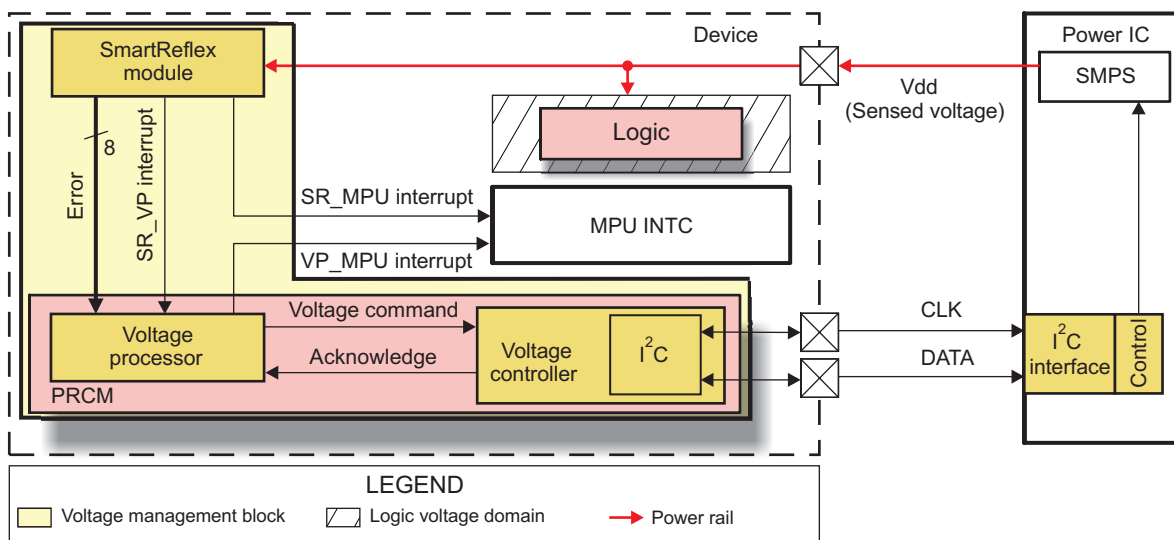 SmartReflex
module
Device
Power IC
SMPS
Vdd
(Sensed voltage)
Logic
8
Error
SR_VP interrupt
SR_MPU interrupt
MPU INTC
VP_MPU interrupt
Voltage
processor
Voltage command
Acknowledge
Voltage
controller
I²C
PRCM
CLK
DATA
I²C
interface
Control
LEGEND
Voltage management block
Logic voltage domain
Power rail